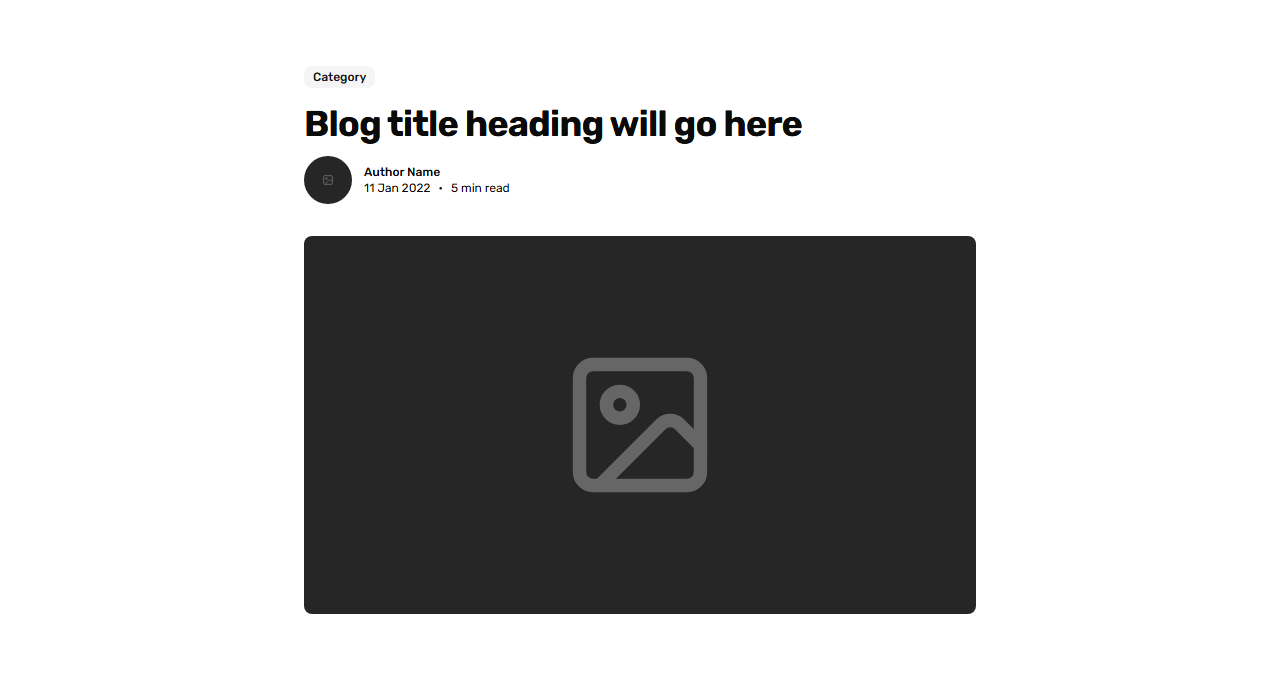 Category
Blog title heading will go here
Author Name
11 Jan 2022 • 5 min read